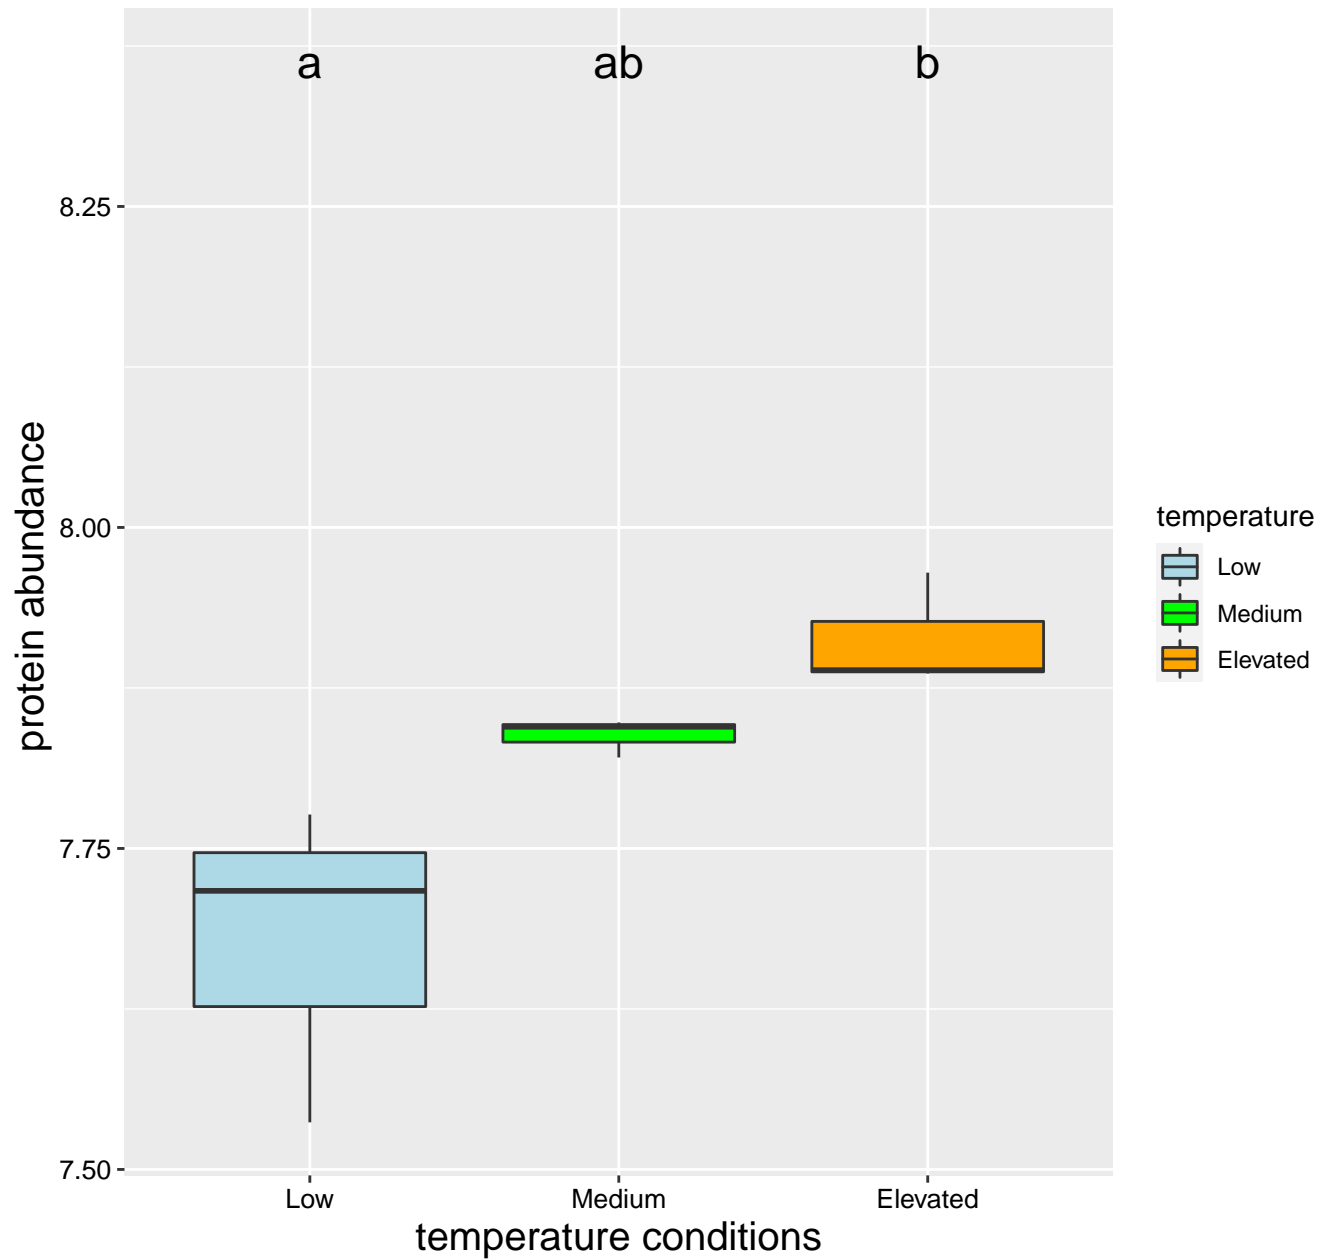 a ab b
8.25
8.00
7.75
7.50
protein abundance
Low Medium Elevated
temperature conditions
temperature
Low
Medium
Elevated